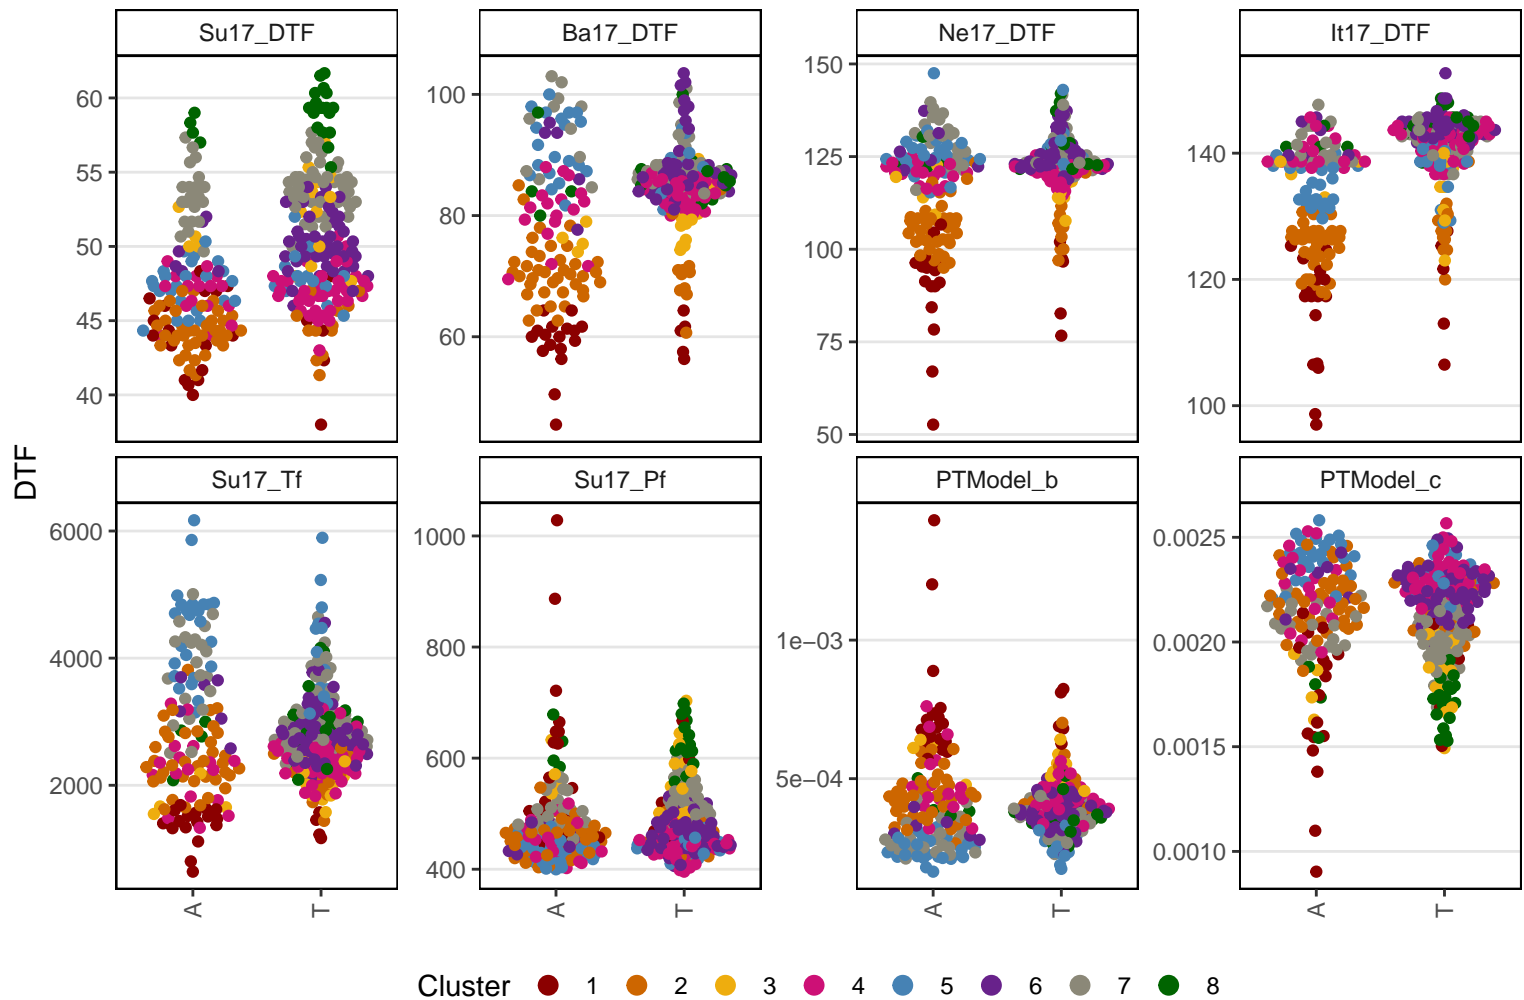 Su17_DTF
Ba17_DTF
Ne17_DTF
It17_DTF
60
55
50
45
40
100
80
60
150
125
100
75
50
140
120
100
DTF
Su17_Tf
Su17_Pf
PTModel_b
PTModel_c
6000
4000
2000
1000
800
600
400
1e−03
5e−04
0.0025
0.0020
0.0015
0.0010
A
T
A
T
A
T
A
T
Cluster 1 2 3 4 5 6 7 8